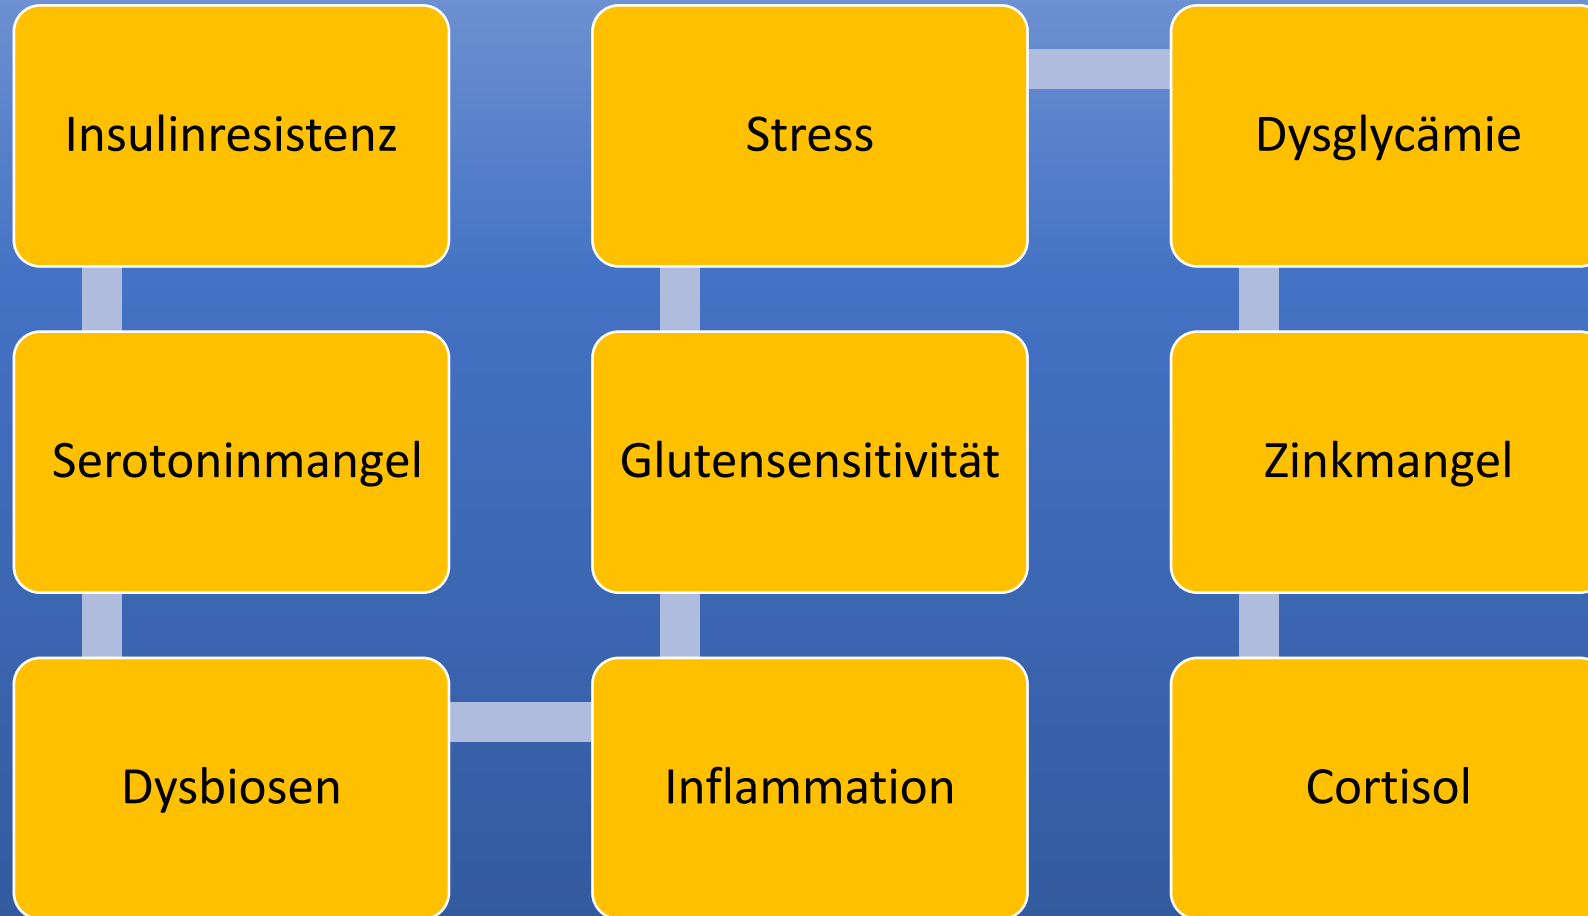 Insulinresistenz
Serotoninmangel
Dysbiosen
Inflammation
Glutensensitivität
Stress
Dysglycämie
Zinkmangel
Cortisol